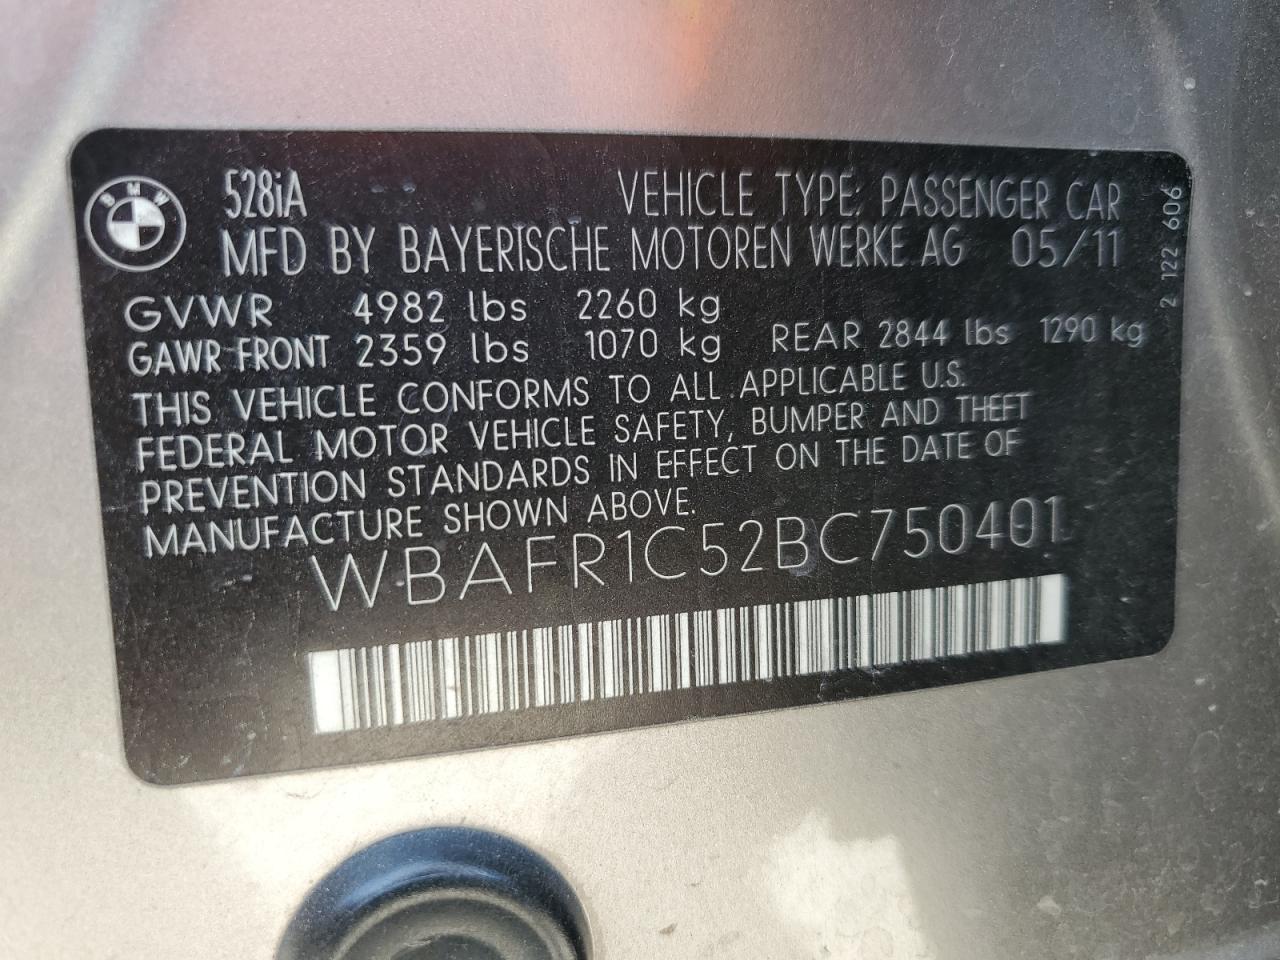 BMW
528iA VEHICLE TYPE: PASSENGER CAR
MFD BY BAYERISCHE MOTOREN WERKE AG 05/11
GVWR 4982 lbs 2260 kg
GAWR FRONT 2359 lbs 1070 kg REAR 2844 lbs 1290 kg
THIS VEHICLE CONFORMS TO ALL APPLICABLE U.S.
FEDERAL MOTOR VEHICLE SAFETY, BUMPER AND THEFT
PREVENTION STANDARDS IN EFFECT ON THE DATE OF
MANUFACTURE SHOWN ABOVE.
WBAFR1C52BC750401
2 122 606